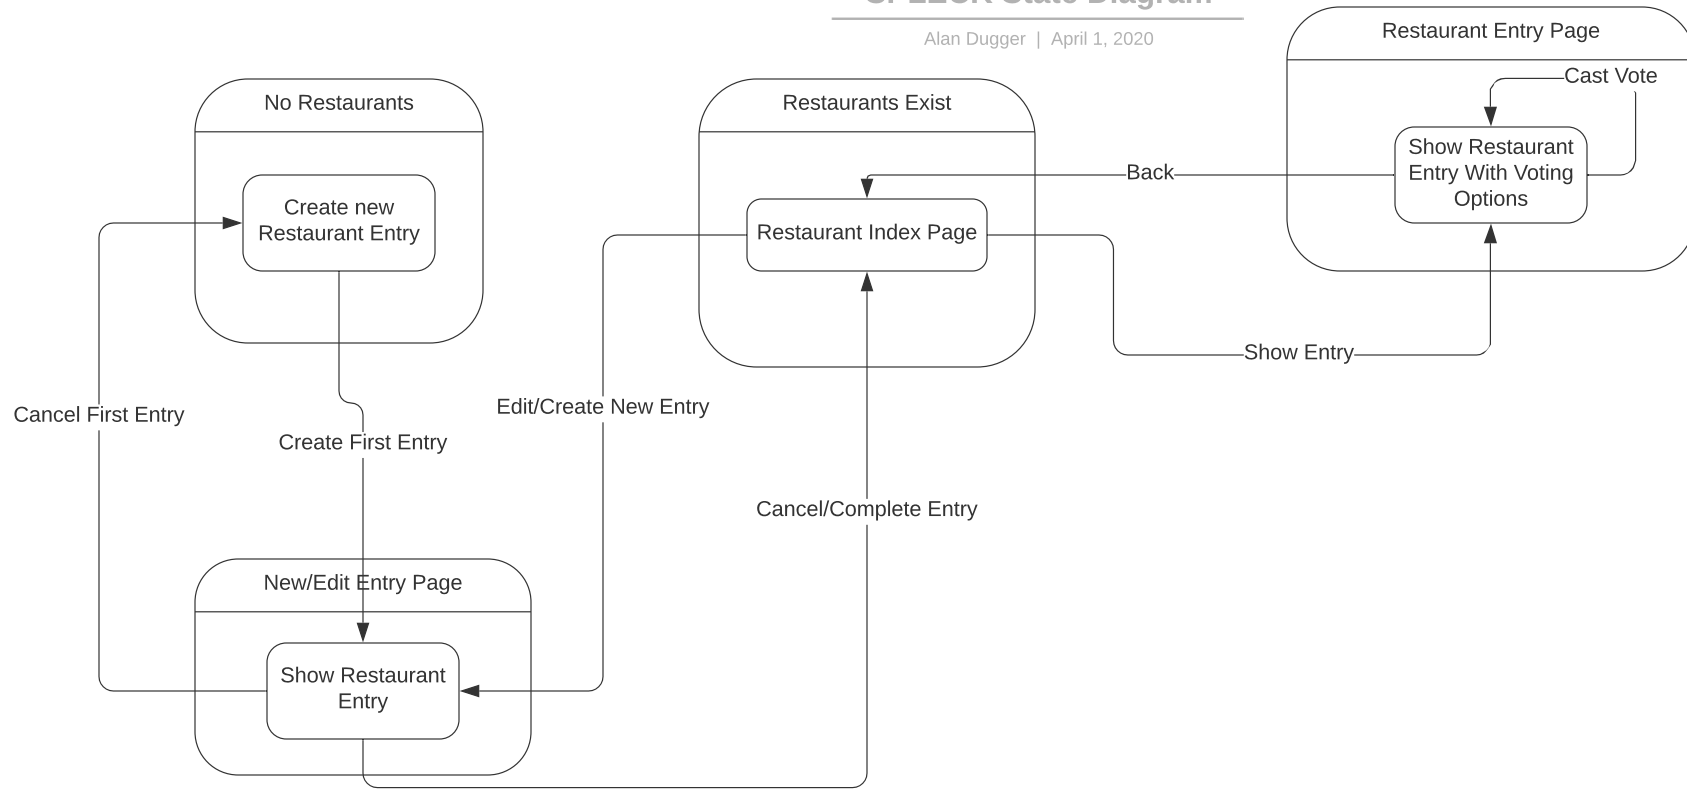 State Diagram
Alan Dugger | April 1, 2020
Restaurant Entry Page
Cast Vote
No Restaurants
Restaurants Exist
Show Restaurant
Entry With Voting
Options
Back
Create new
Restaurant Entry
Restaurant Index Page
Show Entry
Cancel First Entry
Edit/Create New Entry
Create First Entry
Cancel/Complete Entry
New/Edit Entry Page
Show Restaurant
Entry